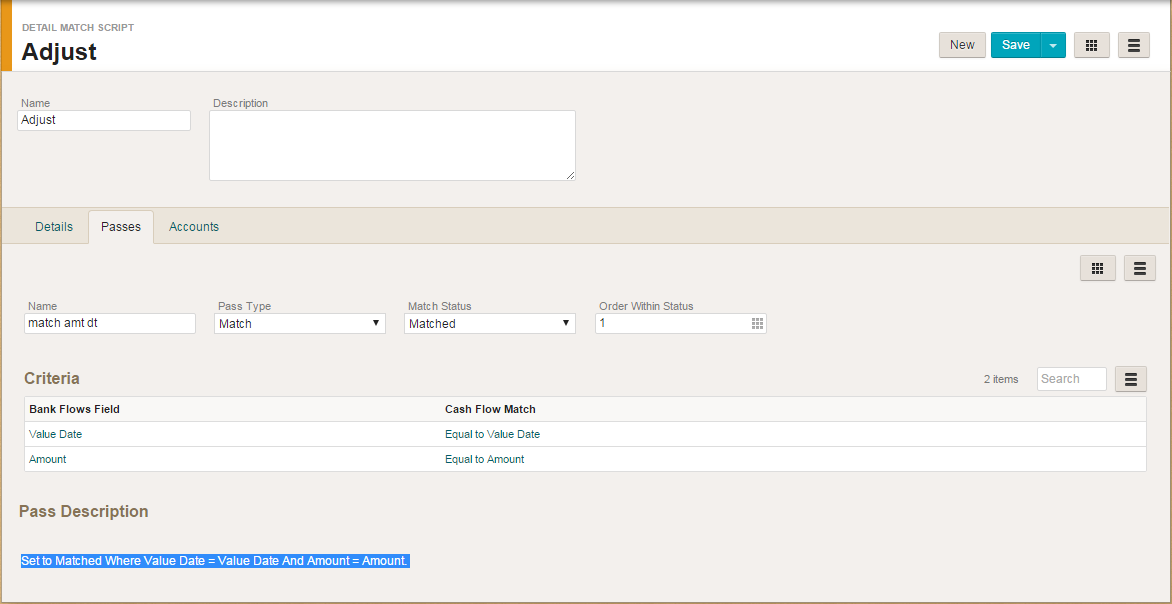 DETAIL MATCH SCRIPT
Adjust
New Save
Name Description
Adjust
Details Passes Accounts
Name Pass Type Match Status Order Within Status
match amt dt Match Matched 1
Criteria 2 items Search
Bank Flows Field Cash Flow Match
Value Date Equal to Value Date
Amount Equal to Amount
Pass Description
Set to Matched Where Value Date = Value Date And Amount = Amount.